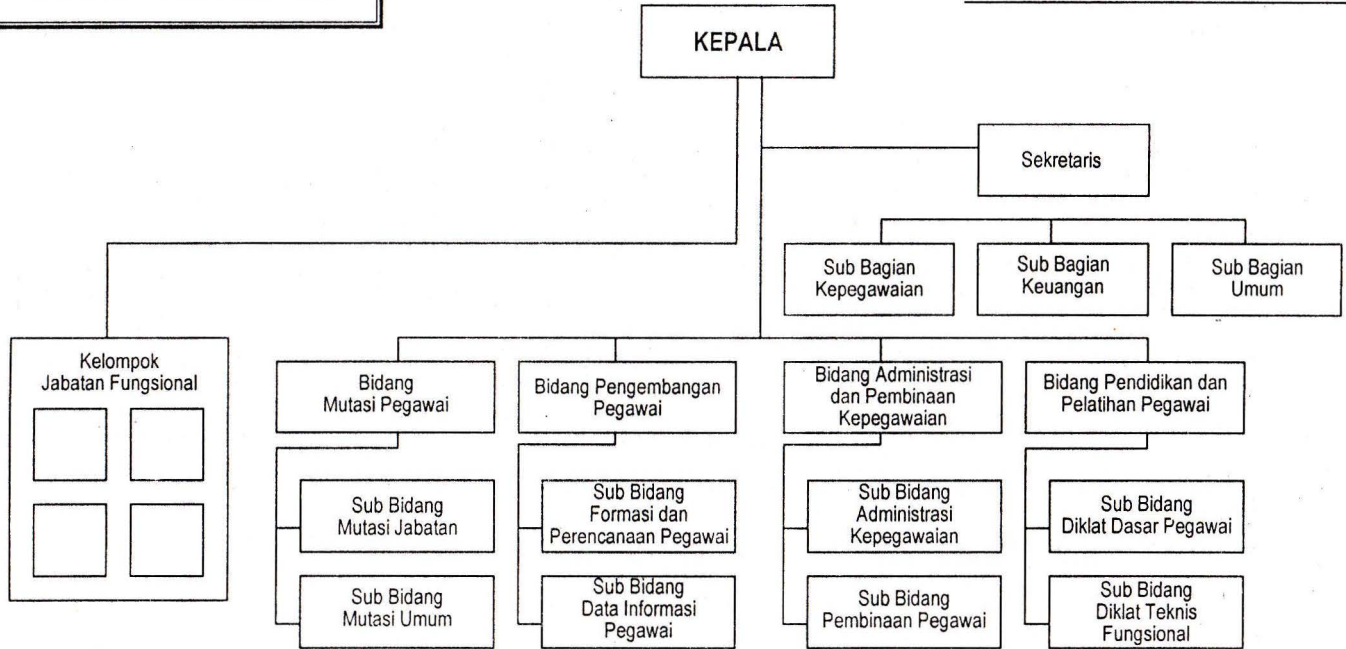 KEPALA
Sekretaris
Sub Bagian
Kepegawaian
Sub Bagian
Keuangan
Sub Bagian
Umum
Kelompok
Jabatan Fungsional
Bidang
Mutasi Pegawai
Bidang Pengembangan
Pegawai
Bidang Administrasi
dan Pembinaan
Kepegawaian
Bidang Pendidikan dan
Pelatihan Pegawai
Sub Bidang
Mutasi Jabatan
Sub Bidang
Formasi dan
Perencanaan Pegawai
Sub Bidang
Administrasi
Kepegawaian
Sub Bidang
Diklat Dasar Pegawai
Sub Bidang
Mutasi Umum
Sub Bidang
Data Informasi
Pegawai
Sub Bidang
Pembinaan Pegawai
Sub Bidang
Diklat Teknis
Fungsional